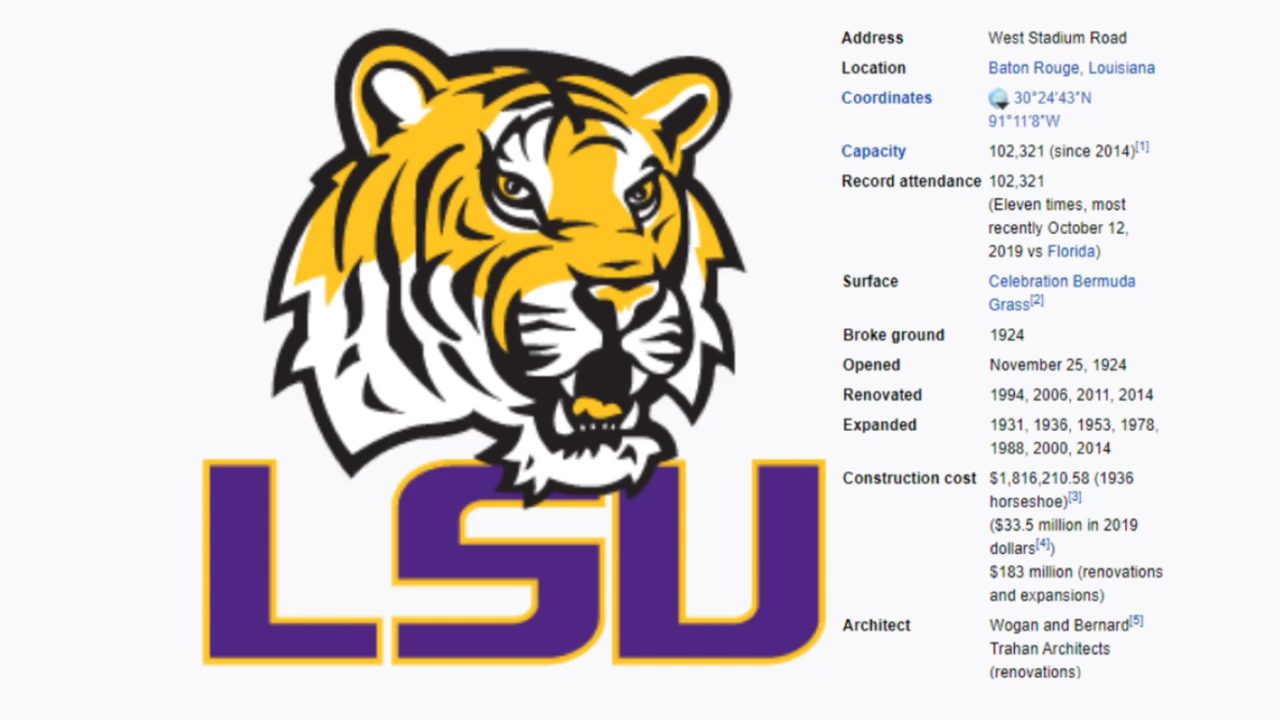 LSU
Address West Stadium Road
Location Baton Rouge, Louisiana
Coordinates 30°24′43″N
91°11′8″W
Capacity 102,321 (since 2014)[1]
Record attendance 102,321
(Eleven times, most
recently October 12,
2019 vs Florida)
Surface Celebration Bermuda
Grass[2]
Broke ground 1924
Opened November 25, 1924
Renovated 1994, 2006, 2011, 2014
Expanded 1931, 1936, 1953, 1978,
1988, 2000, 2014
Construction cost $1,816,210.58 (1936
horseshoe)[3]
($33.5 million in 2019
dollars[4])
$183 million (renovations
and expansions)
Architect Wogan and Bernard[5]
Trahan Architects
(renovations)